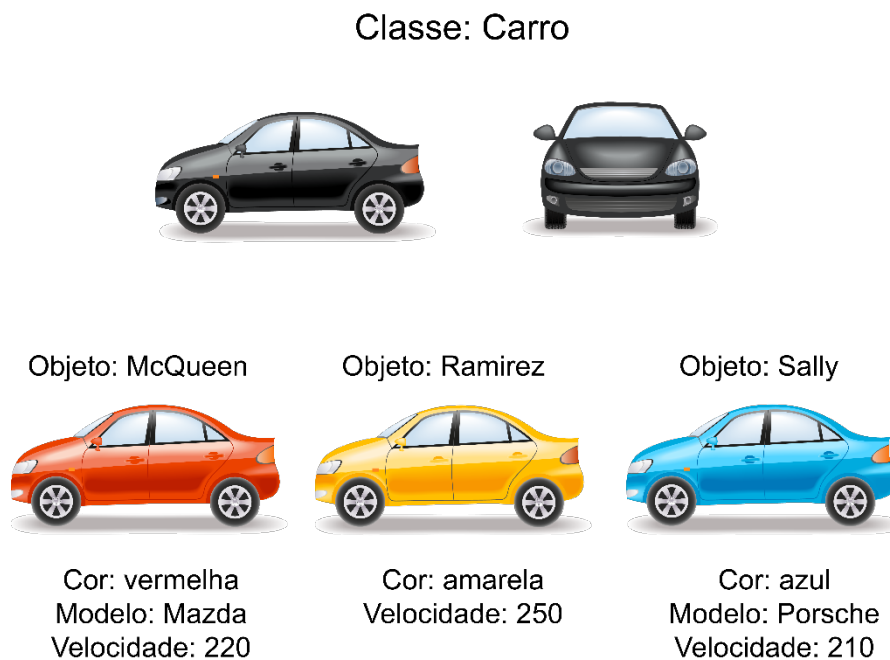 Classe: Carro
Objeto: McQueen
Objeto: Ramirez
Objeto: Sally
Cor: vermelha
Modelo: Mazda
Velocidade: 220
Cor: amarela
Velocidade: 250
Cor: azul
Modelo: Porsche
Velocidade: 210